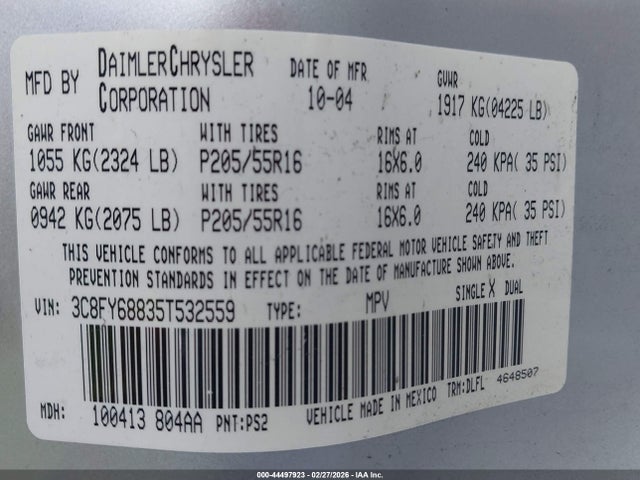 MFD BY DAIMLERCHRYSLER CORPORATION DATE OF MFR 10-04 GVWR 1917 KG(04225 LB)
GAWR FRONT WITH TIRES RIMS AT COLD
1055 KG(2324 LB) P205/55R16 16X6.0 240 KPA( 35 PSI)
GAWR REAR WITH TIRES RIMS AT COLD
0942 KG(2075 LB) P205/55R16 16X6.0 240 KPA( 35 PSI)
THIS VEHICLE CONFORMS TO ALL APPLICABLE FEDERAL MOTOR VEHICLE SAFETY AND THEFT
PREVENTION STANDARDS IN EFFECT ON THE DATE OF MANUFACTURE SHOWN ABOVE.
VIN: 3C8FY68835T532559 TYPE: MPV SINGLE X DUAL
MDH: 100413 804AA PNT:PS2 VEHICLE MADE IN MEXICO TRM:DLFL 4648507
000-44497923 - 02/27/2026 - © IAA Inc.